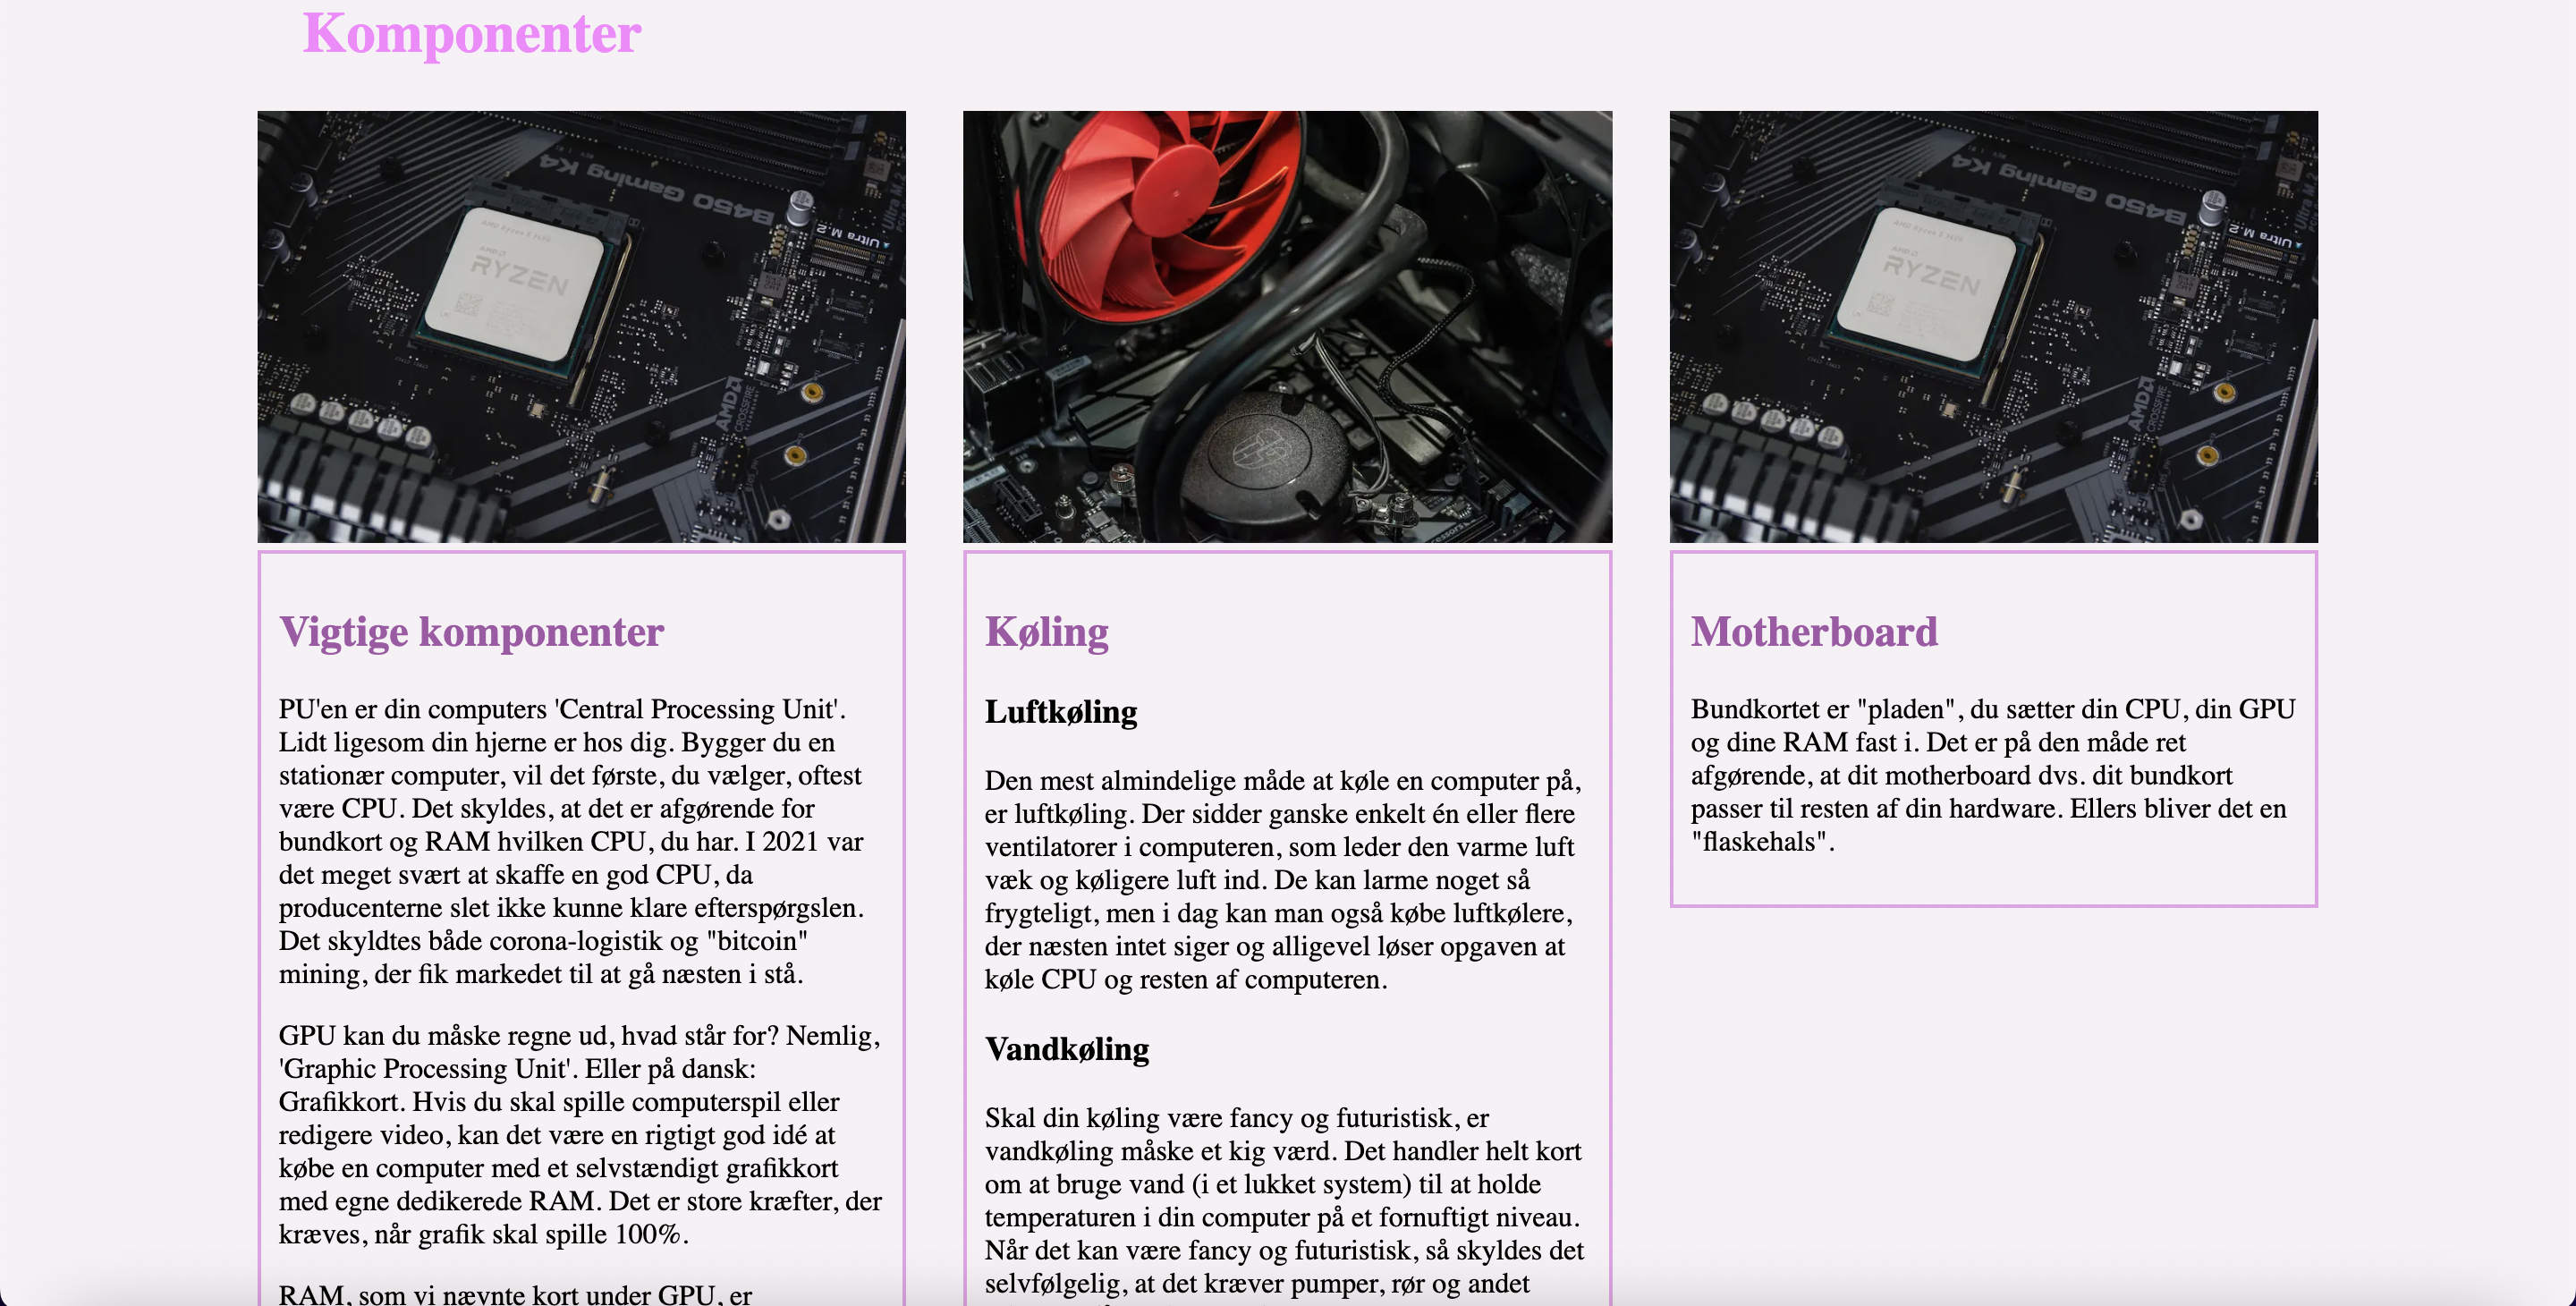 Komponenter
B450 Gaming K4
Ultra M.2
AMD
RYZEN
AMD
CROSSFIRE
B450 Gaming K4
Ultra M.2
AMD
RYZEN
AMD
CROSSFIRE
Vigtige komponenter
PU'en er din computers 'Central Processing Unit'.
Lidt ligesom din hjerne er hos dig. Bygger du en
stationær computer, vil det første, du vælger, oftest
være CPU. Det skyldes, at det er afgørende for
bundkort og RAM hvilken CPU, du har. I 2021 var
det meget svært at skaffe en god CPU, da
producenterne slet ikke kunne klare efterspørgslen.
Det skyldtes både corona-logistik og "bitcoin"
mining, der fik markedet til at gå næsten i stå.
GPU kan du måske regne ud, hvad står for? Nemlig,
'Graphic Processing Unit'. Eller på dansk:
Grafikkort. Hvis du skal spille computerspil eller
redigere video, kan det være en rigtigt god idé at
købe en computer med et selvstændigt grafikkort
med egne dedikerede RAM. Det er store kræfter, der
kræves, når grafik skal spille 100%.
RAM, som vi nævnte kort under GPU, er
Køling
Luftkøling
Den mest almindelige måde at køle en computer på,
er luftkøling. Der sidder ganske enkelt én eller flere
ventilatorer i computeren, som leder den varme luft
væk og køligere luft ind. De kan larme noget så
frygteligt, men i dag kan man også købe luftkølere,
der næsten intet siger og alligevel løser opgaven at
køle CPU og resten af computeren.
Vandkøling
Skal din køling være fancy og futuristisk, er
vandkøling måske et kig værd. Det handler helt kort
om at bruge vand (i et lukket system) til at holde
temperaturen i din computer på et fornuftigt niveau.
Når det kan være fancy og futuristisk, så skyldes det
selvfølgelig, at det kræver pumper, rør og andet
Motherboard
Bundkortet er "pladen", du sætter din CPU, din GPU
og dine RAM fast i. Det er på den måde ret
afgørende, at dit motherboard dvs. dit bundkort
passer til resten af din hardware. Ellers bliver det en
"flaskehals".